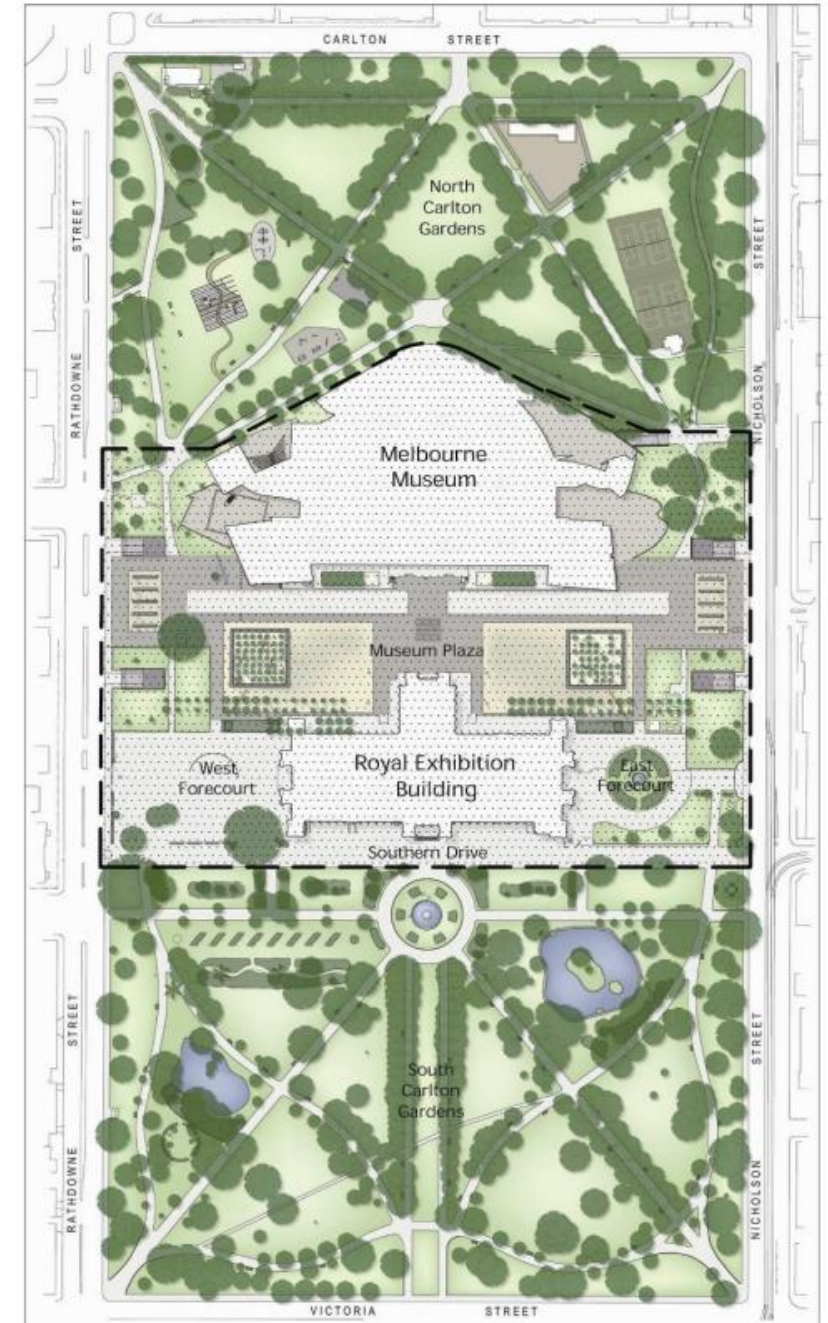 CARLTON STREET
North
Carlton
Gardens
STREET
STREET
RATHDOWNE
NICHOLSON
Melbourne
Museum
Museum Plaza
West
Forecourt
Royal Exhibition
Building
East
Forecourt
Southern Drive
STREET
STREET
South
Carlton
Gardens
RATHDOWNE
NICHOLSON
VICTORIA STREET